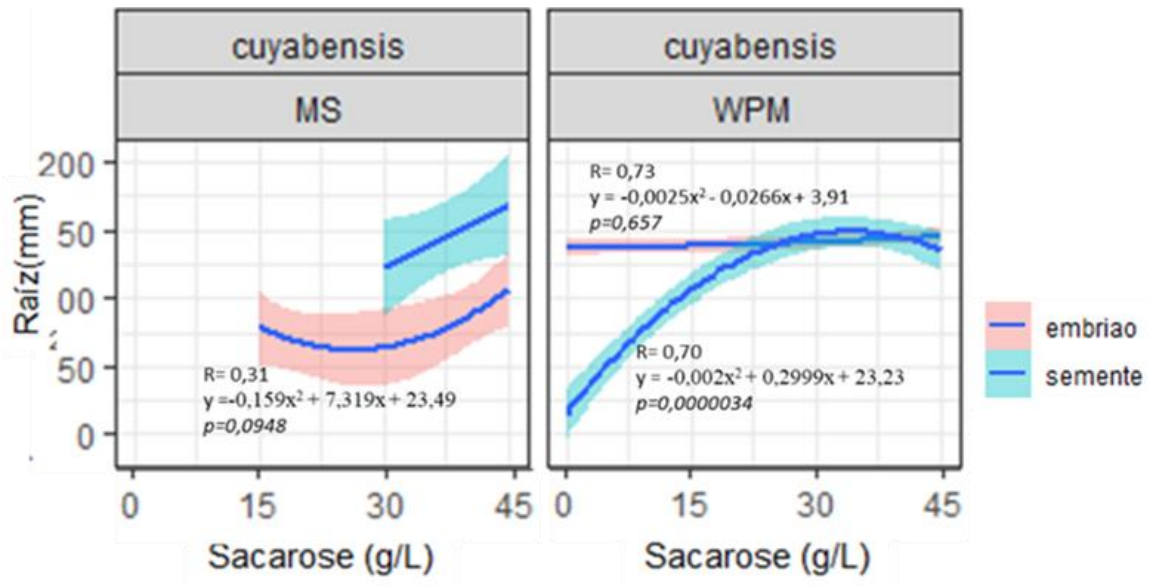 cuyabensis
cuyabensis
MS
WPM
Raíz(mm)
200
50
00
50
0
R= 0,31
y =-0,159x² + 7,319x + 23,49
p=0,0948
R= 0,73
y = -0,0025x² - 0,0266x + 3,91
p=0,657
R= 0,70
y = -0,002x² + 0,2999x + 23,23
p=0,0000034
0 15 30 45
0 15 30 45
Sacarose (g/L)
Sacarose (g/L)
embriao
semente